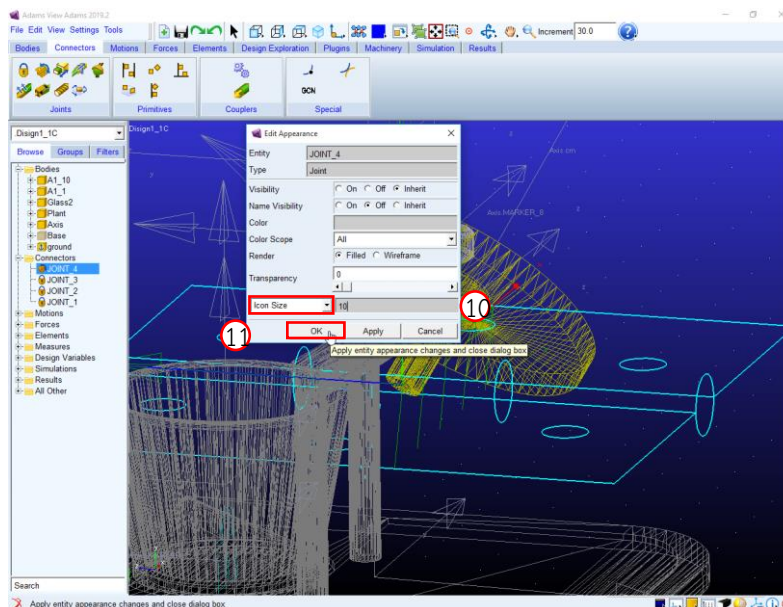 Adams View Adams 2019.2
File Edit View Settings Tools
Increment 30.0
Bodies Connectors Motions Forces Elements Design Exploration Plugins Machinery Simulation Results
GCN
Joints Primitives Couplers Special
.Disign1_1C
Browse Groups Filters
Bodies
A1_10
A1_1
Glass2
Plant
Axis
Base
ground
Connectors
JOINT_4
JOINT_3
JOINT_2
JOINT_1
Motions
Forces
Elements
Measures
Design Variables
Simulations
Results
All Other
Search
Disign1_1C
Edit Appearance
Entity JOINT_4
Type Joint
Visibility On Off Inherit
Name Visibility On Off Inherit
Color
Color Scope All
Render Filled Wireframe
Transparency 0
Icon Size 10
10
11
OK Apply Cancel
Apply entity appearance changes and close dialog box
Axis.cm
Axis.MARKER_8
Apply entity appearance changes and close dialog box